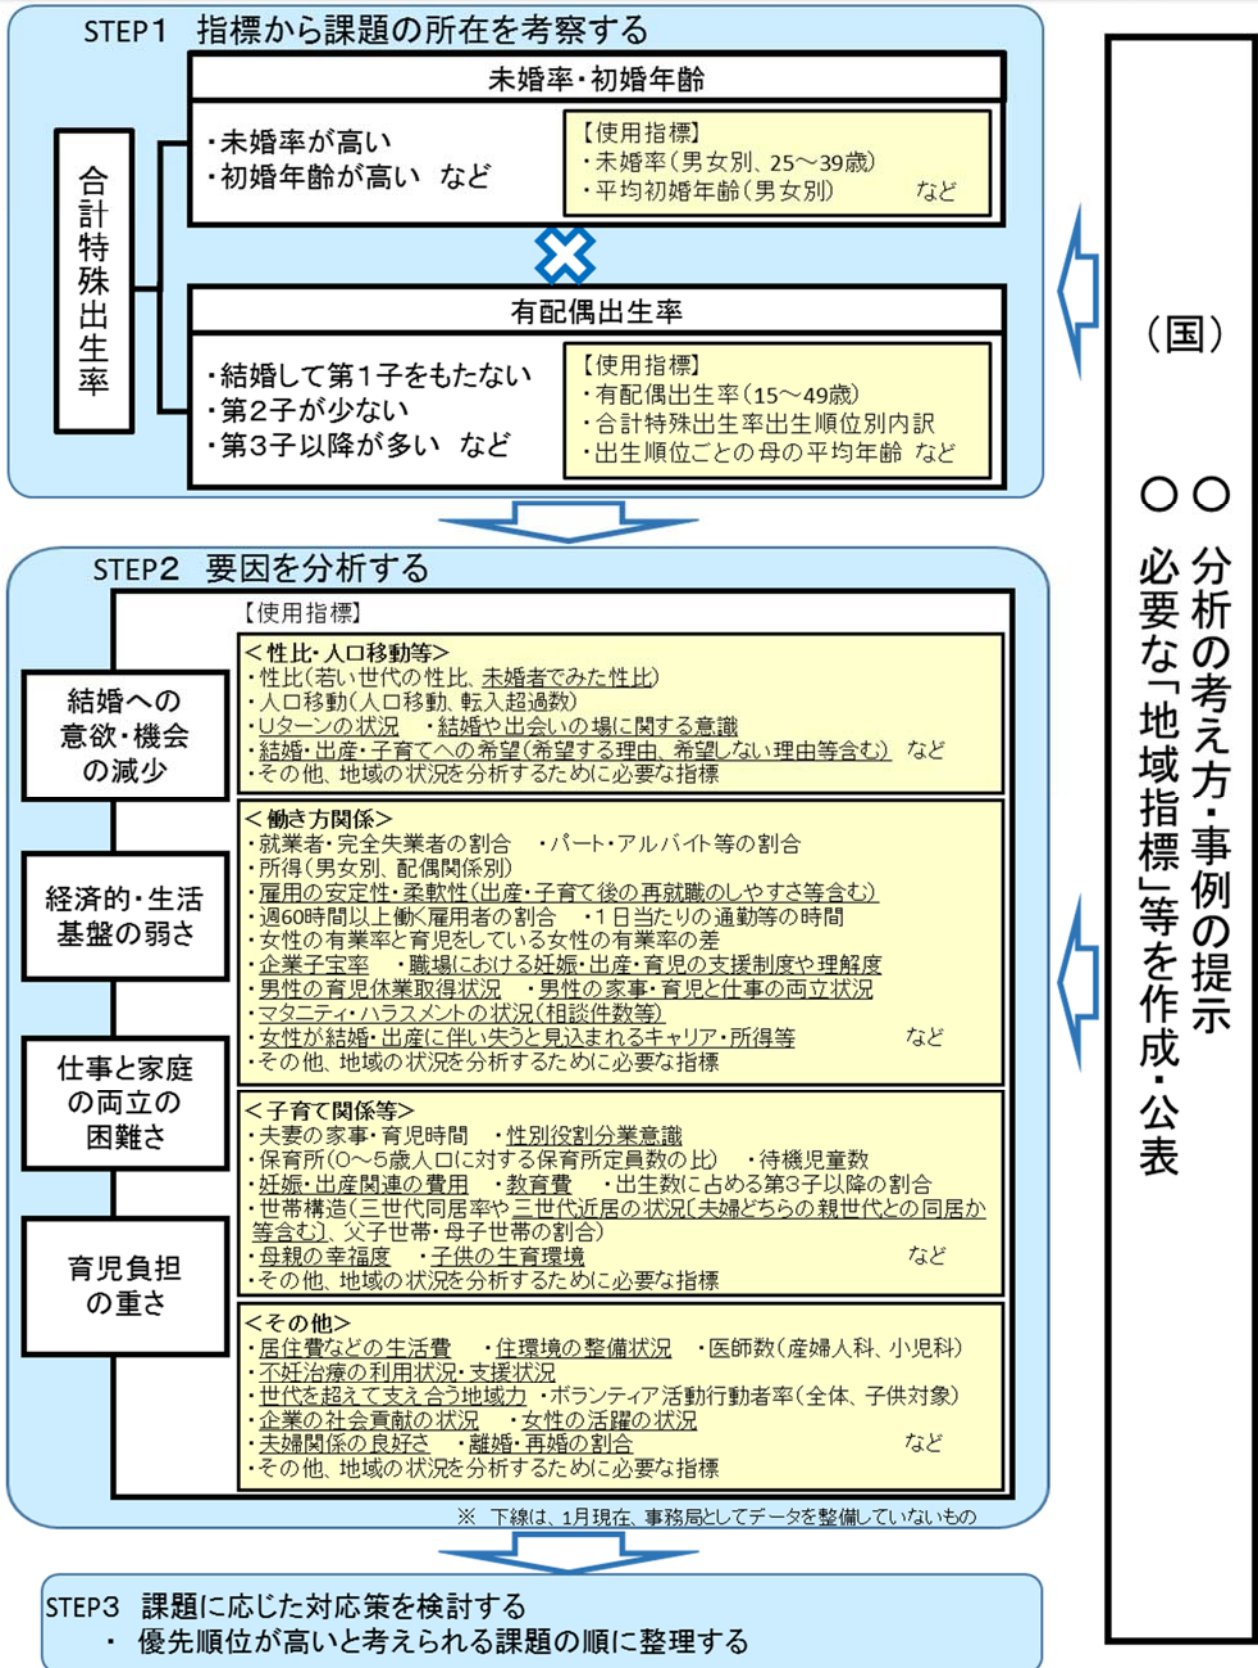 STEP1 指標から課題の所在を考察する
合計特殊出生率
未婚率・初婚年齢
・未婚率が高い
・初婚年齢が高い など
【使用指標】
・未婚率(男女別、25～39歳)
・平均初婚年齢(男女別) など
有配偶出生率
・結婚して第1子をもたない
・第2子が少ない
・第3子以降が多い など
【使用指標】
・有配偶出生率(15～49歳)
・合計特殊出生率出生順位別内訳
・出生順位ごとの母の平均年齢 など
STEP2 要因を分析する
結婚への
意欲・機会
の減少
経済的・生活
基盤の弱さ
仕事と家庭
の両立の
困難さ
育児負担
の重さ
【使用指標】
<性比・人口移動等>
・性比(若い世代の性比、未婚者でみた性比)
・人口移動(人口移動、転入超過数)
・Uターンの状況 ・結婚や出会いの場に関する意識
・結婚・出産・子育てへの希望(希望する理由、希望しない理由等含む) など
・その他、地域の状況を分析するために必要な指標
<働き方関係>
・就業者・完全失業者の割合 ・パート・アルバイト等の割合
・所得(男女別、配偶関係別)
・雇用の安定性・柔軟性(出産・子育て後の再就職のしやすさ等含む)
・週60時間以上働く雇用者の割合 ・1日当たりの通勤等の時間
・女性の有業率と育児をしている女性の有業率の差
・企業子宝率 ・職場における妊娠・出産・育児の支援制度や理解度
・男性の育児休業取得状況 ・男性の家事・育児と仕事の両立状況
・マタニティ・ハラスメントの状況(相談件数等)
・女性が結婚・出産に伴い失うと見込まれるキャリア・所得等 など
・その他、地域の状況を分析するために必要な指標
<子育て関係等>
・夫妻の家事・育児時間 ・性別役割分業意識
・保育所(0～5歳人口に対する保育所定員数の比) ・待機児童数
・妊娠・出産関連の費用 ・教育費 ・出生数に占める第3子以降の割合
・世帯構造(三世代同居率や三世代近居の状況〔夫婦どちらの親世代との同居か
等含む〕、父子世帯・母子世帯の割合)
・母親の幸福度 ・子供の生育環境 など
・その他、地域の状況を分析するために必要な指標
<その他>
・居住費などの生活費 ・住環境の整備状況 ・医師数(産婦人科、小児科)
・不妊治療の利用状況・支援状況
・世代を超えて支え合う地域力 ・ボランティア活動行動者率(全体、子供対象)
・企業の社会貢献の状況 ・女性の活躍の状況
・夫婦関係の良好さ ・離婚・再婚の割合 など
・その他、地域の状況を分析するために必要な指標
※ 下線は、1月現在、事務局としてデータを整備していないもの
STEP3 課題に応じた対応策を検討する
・ 優先順位が高いと考えられる課題の順に整理する
(国)
○ 分析の考え方・事例の提示
○ 必要な「地域指標」等を作成・公表